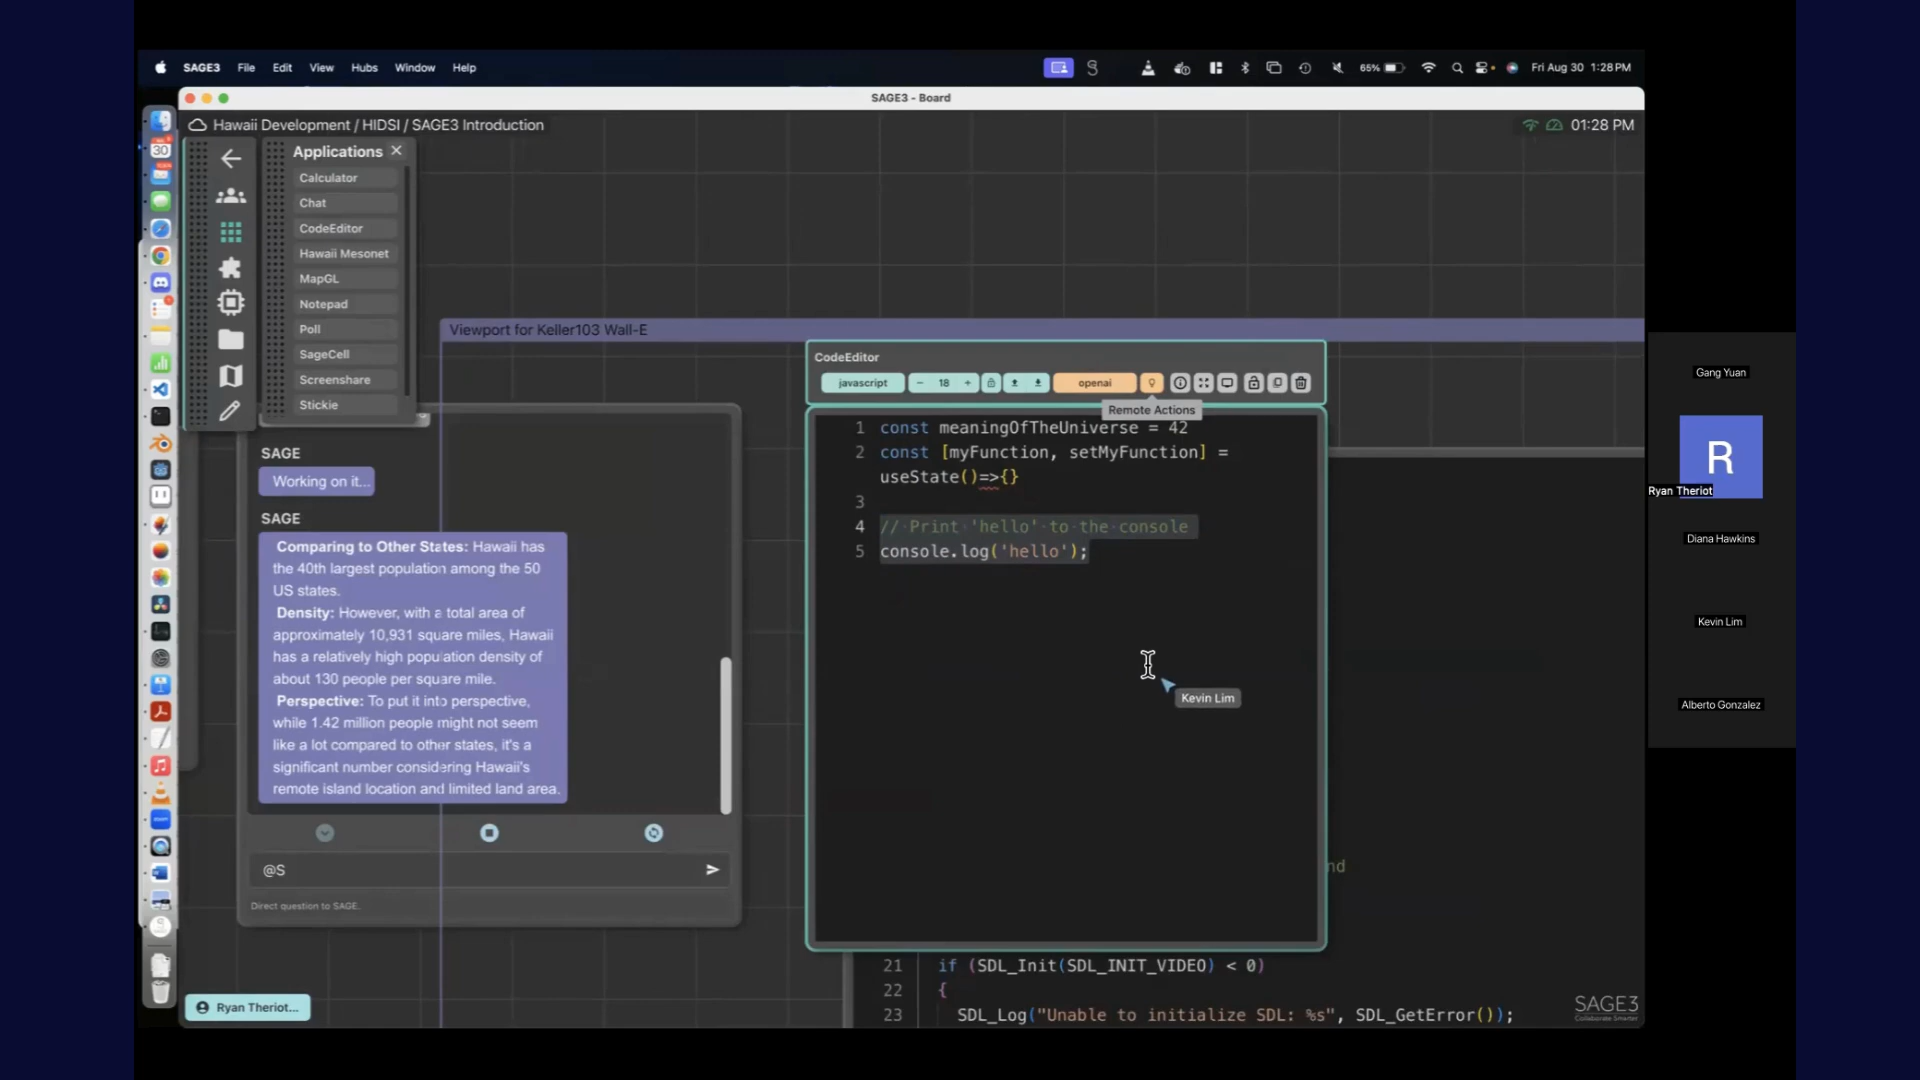 SAGE3 File Edit View Hubs Window Help
65% Fri Aug 30 1:28 PM
SAGE3 - Board
Hawaii Development / HIDSI / SAGE3 Introduction
01:28 PM
Applications
Calculator
Chat
CodeEditor
Hawaii Mesonet
MapGL
Notepad
Poll
SageCell
Screenshare
Stickie
Viewport for Keller103 Wall-E
SAGE
Working on it...
SAGE
Comparing to Other States: Hawaii has
the 40th largest population among the 50
US states.
Density: However, with a total area of
approximately 10,931 square miles, Hawaii
has a relatively high population density of
about 130 people per square mile.
Perspective: To put it into perspective,
while 1.42 million people might not seem
like a lot compared to other states, it's a
significant number considering Hawaii's
remote island location and limited land area.
@S
Direct question to SAGE.
CodeEditor
javascript − 18 + openai
Remote Actions
1 const meaningOfTheUniverse = 42
2 const [myFunction, setMyFunction] =
useState()=>{}
3
4 // Print 'hello' to the console
5 console.log('hello');
Kevin Lim
nd
21 if (SDL_Init(SDL_INIT_VIDEO) < 0)
22 {
23 SDL_Log("Unable to initialize SDL: %s", SDL_GetError());
Ryan Theriot...
SAGE3
Gang Yuan
R
Ryan Theriot
Diana Hawkins
Kevin Lim
Alberto Gonzalez